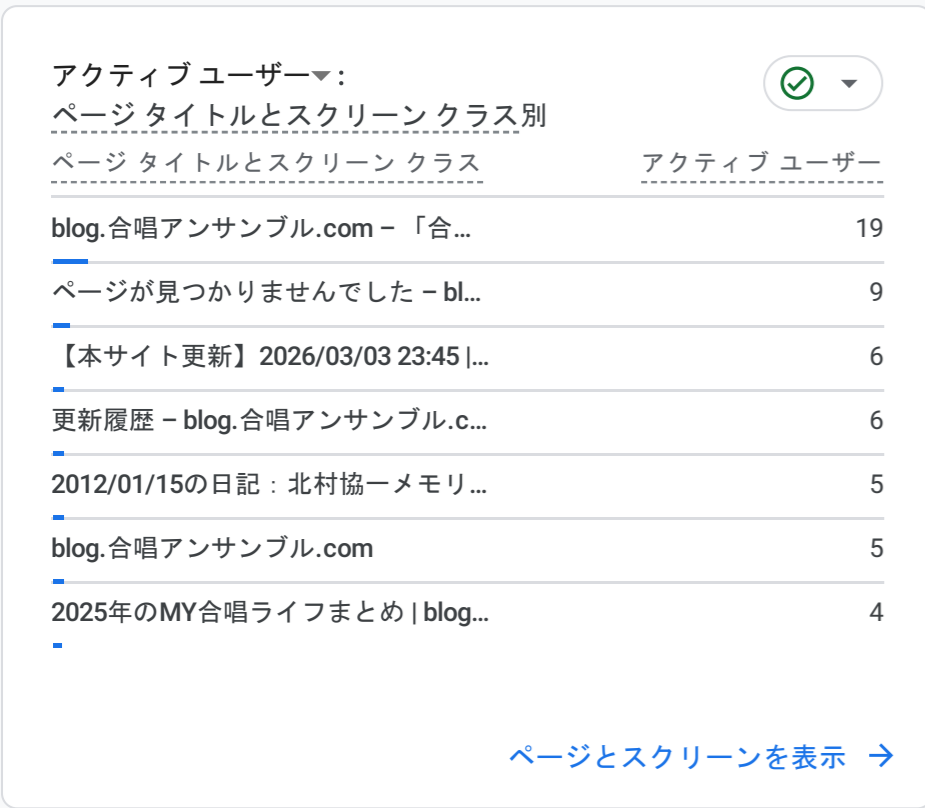 アクティブ ユーザー▼:
ページ タイトルとスクリーン クラス別
ページ タイトルとスクリーン クラス アクティブ ユーザー
blog.合唱アンサンブル.com – 「合... 19
ページが見つかりませんでした – bl... 9
【本サイト更新】2026/03/03 23:45 |... 6
更新履歴 – blog.合唱アンサンブル.c... 6
2012/01/15の日記：北村協一メモリ... 5
blog.合唱アンサンブル.com 5
2025年のMY合唱ライフまとめ | blog... 4
ページとスクリーンを表示 →